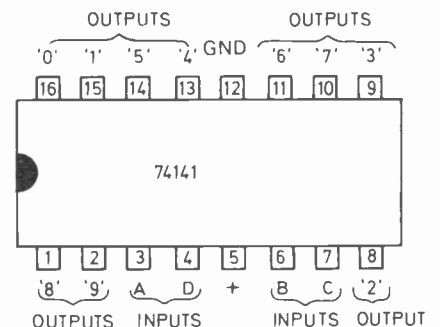 OUTPUTS OUTPUTS
'0' '1' '5' '4' GND '6' '7' '3'
16 15 14 13 12 11 10 9
74141
1 2 3 4 5 6 7 8
'8' '9' A D + B C '2'
OUTPUTS INPUTS INPUTS OUTPUT